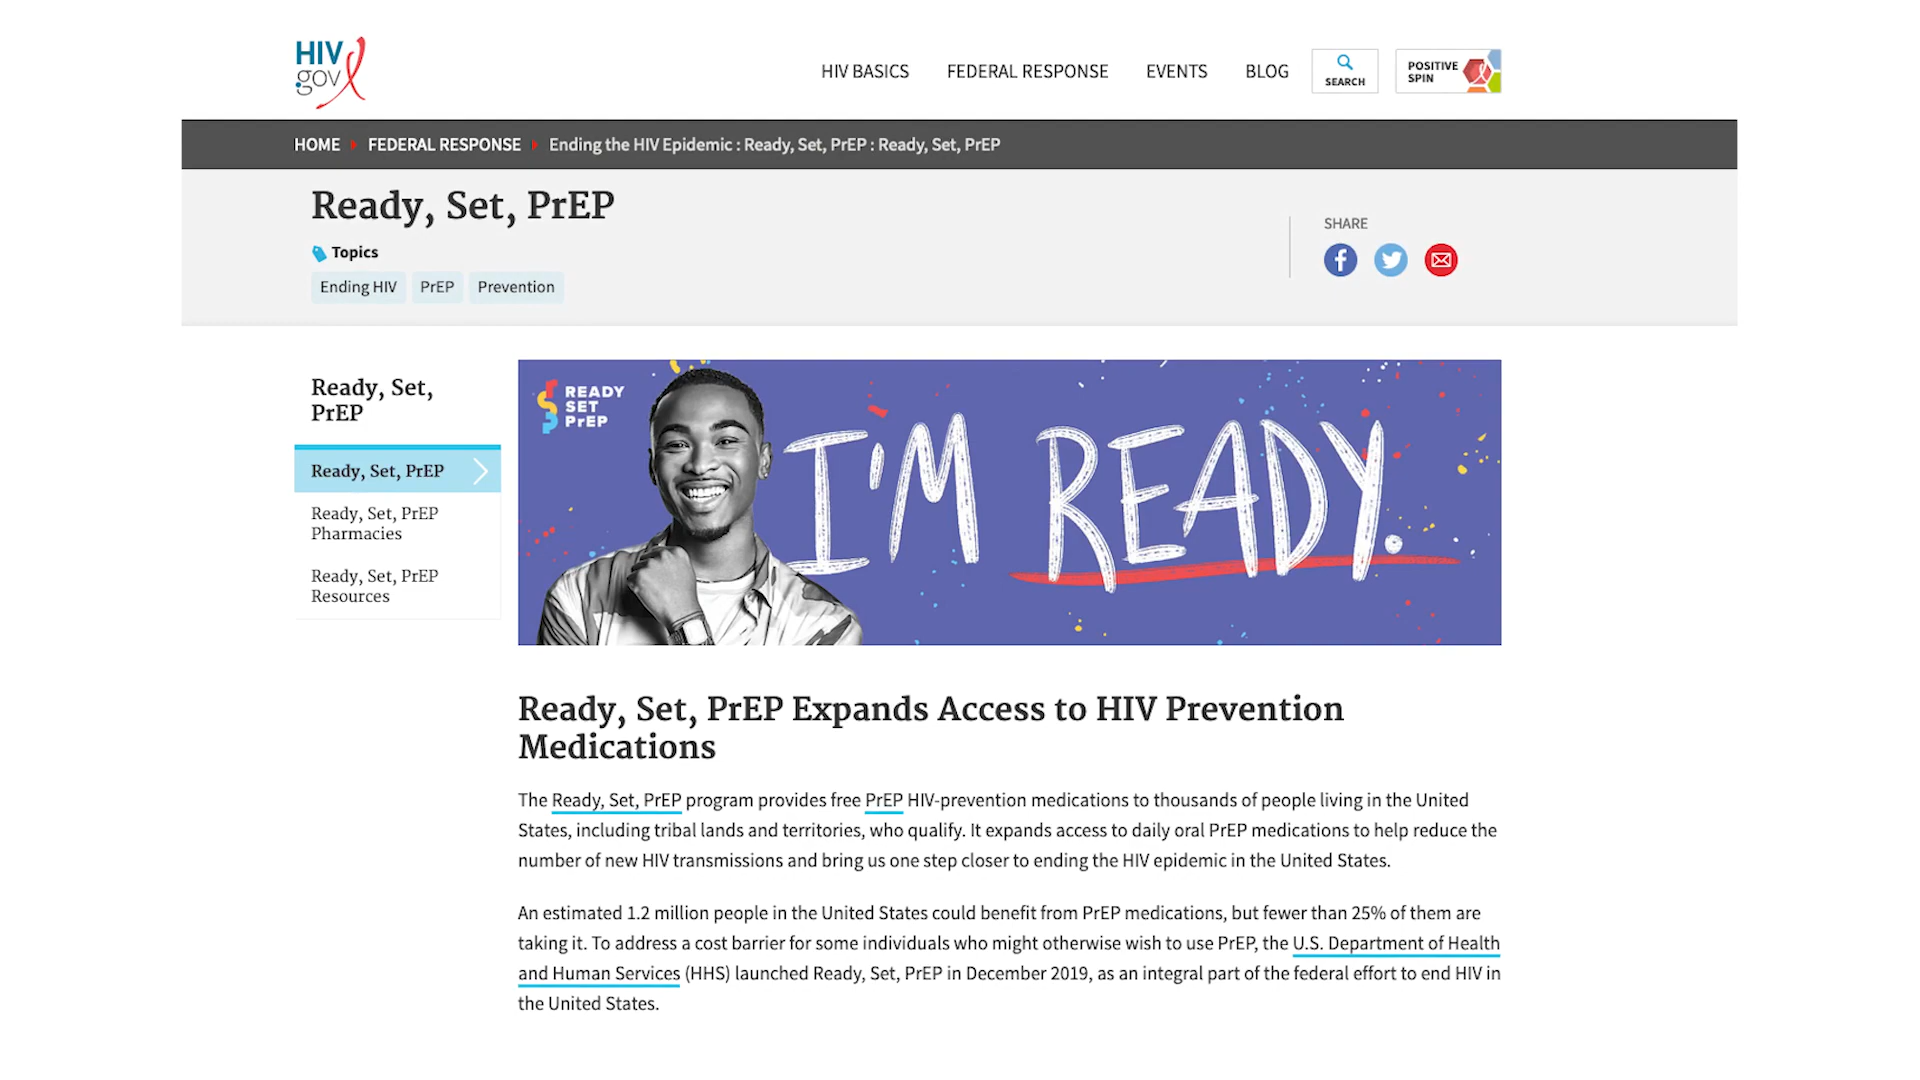 HIV
gov
HIV BASICS
FEDERAL RESPONSE
EVENTS
BLOG
SEARCH
POSITIVE
SPIN
HOME
FEDERAL RESPONSE
Ending the HIV Epidemic : Ready, Set, PrEP : Ready, Set, PrEP
Ready, Set, PrEP
Topics
Ending HIV
PrEP
Prevention
SHARE
Ready, Set,
PrEP
Ready, Set, PrEP
Ready, Set, PrEP
Pharmacies
Ready, Set, PrEP
Resources
READY
SET
PrEP
I'M READY.
Ready, Set, PrEP Expands Access to HIV Prevention
Medications
The Ready, Set, PrEP program provides free PrEP HIV-prevention medications to thousands of people living in the United
States, including tribal lands and territories, who qualify. It expands access to daily oral PrEP medications to help reduce the
number of new HIV transmissions and bring us one step closer to ending the HIV epidemic in the United States.
An estimated 1.2 million people in the United States could benefit from PrEP medications, but fewer than 25% of them are
taking it. To address a cost barrier for some individuals who might otherwise wish to use PrEP, the U.S. Department of Health
and Human Services (HHS) launched Ready, Set, PrEP in December 2019, as an integral part of the federal effort to end HIV in
the United States.